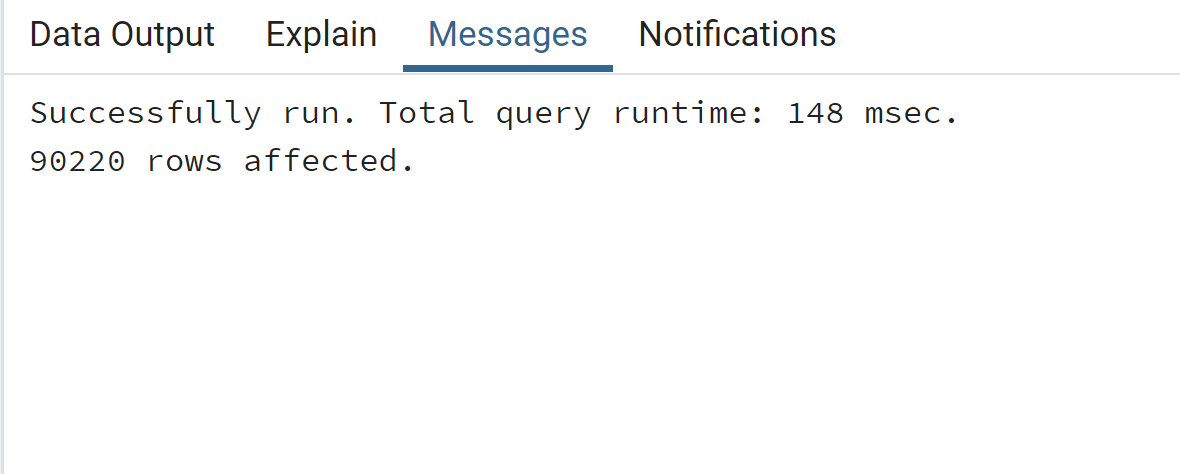 Data Output Explain Messages Notifications
Successfully run. Total query runtime: 148 msec.
90220 rows affected.